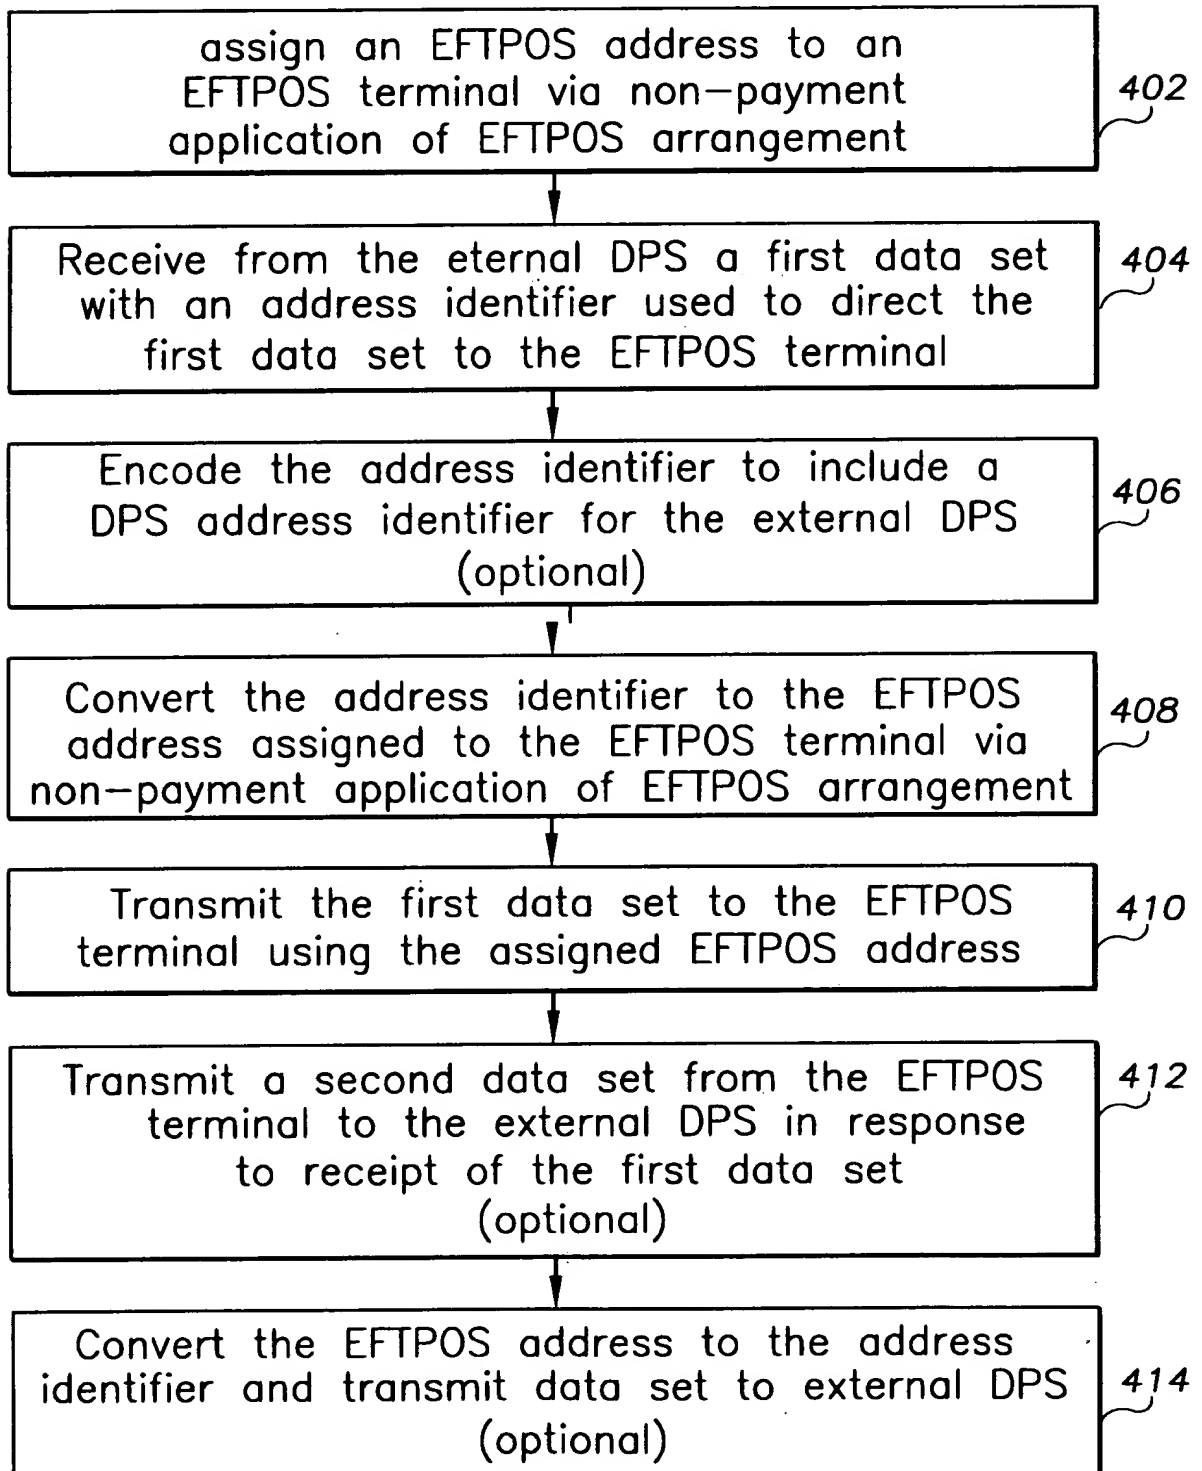 assign an EFTPOS address to an
EFTPOS terminal via non-payment
application of EFTPOS arrangement
402
Receive from the eternal DPS a first data set
with an address identifier used to direct the
first data set to the EFTPOS terminal
404
Encode the address identifier to include a
DPS address identifier for the external DPS
(optional)
406
Convert the address identifier to the EFTPOS
address assigned to the EFTPOS terminal via
non-payment application of EFTPOS arrangement
408
Transmit the first data set to the EFTPOS
terminal using the assigned EFTPOS address
410
Transmit a second data set from the EFTPOS
terminal to the external DPS in response
to receipt of the first data set
(optional)
412
Convert the EFTPOS address to the address
identifier and transmit data set to external DPS
(optional)
414